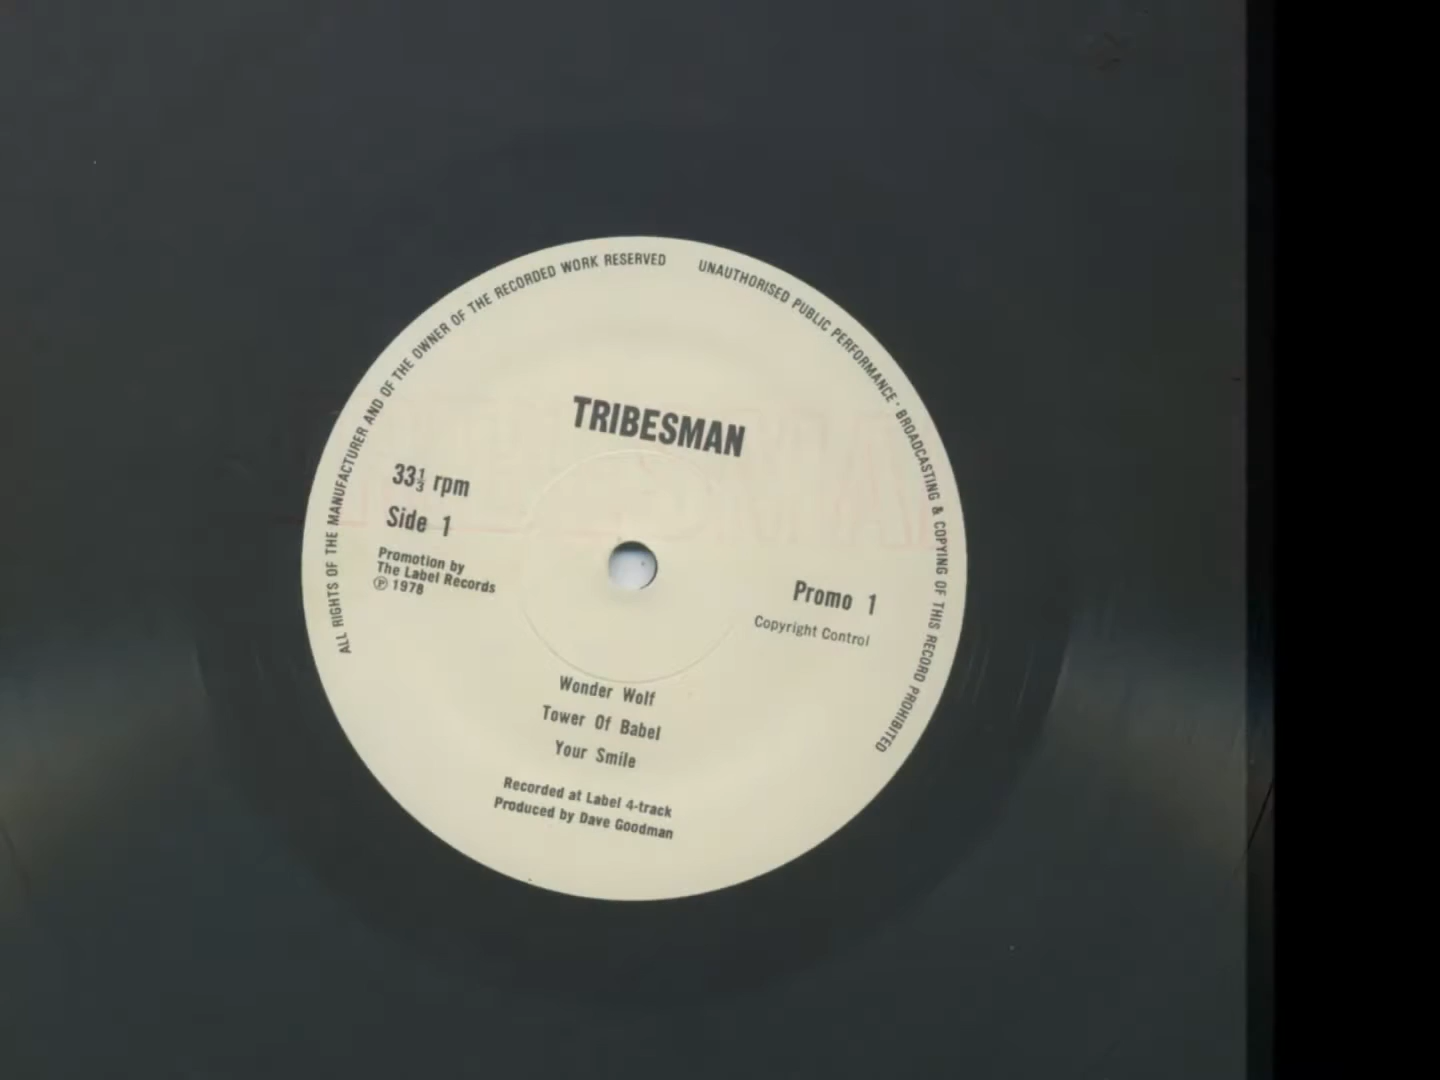 ALL RIGHTS OF THE MANUFACTURER AND OF THE OWNER OF THE RECORDED WORK RESERVED
UNAUTHORISED PUBLIC PERFORMANCE · BROADCASTING & COPYING OF THIS RECORD PROHIBITED
TRIBESMAN
33⅓ rpm
Side 1
Promotion by
The Label Records
℗ 1978
Promo 1
Copyright Control
Wonder Wolf
Tower Of Babel
Your Smile
Recorded at Label 4-track
Produced by Dave Goodman